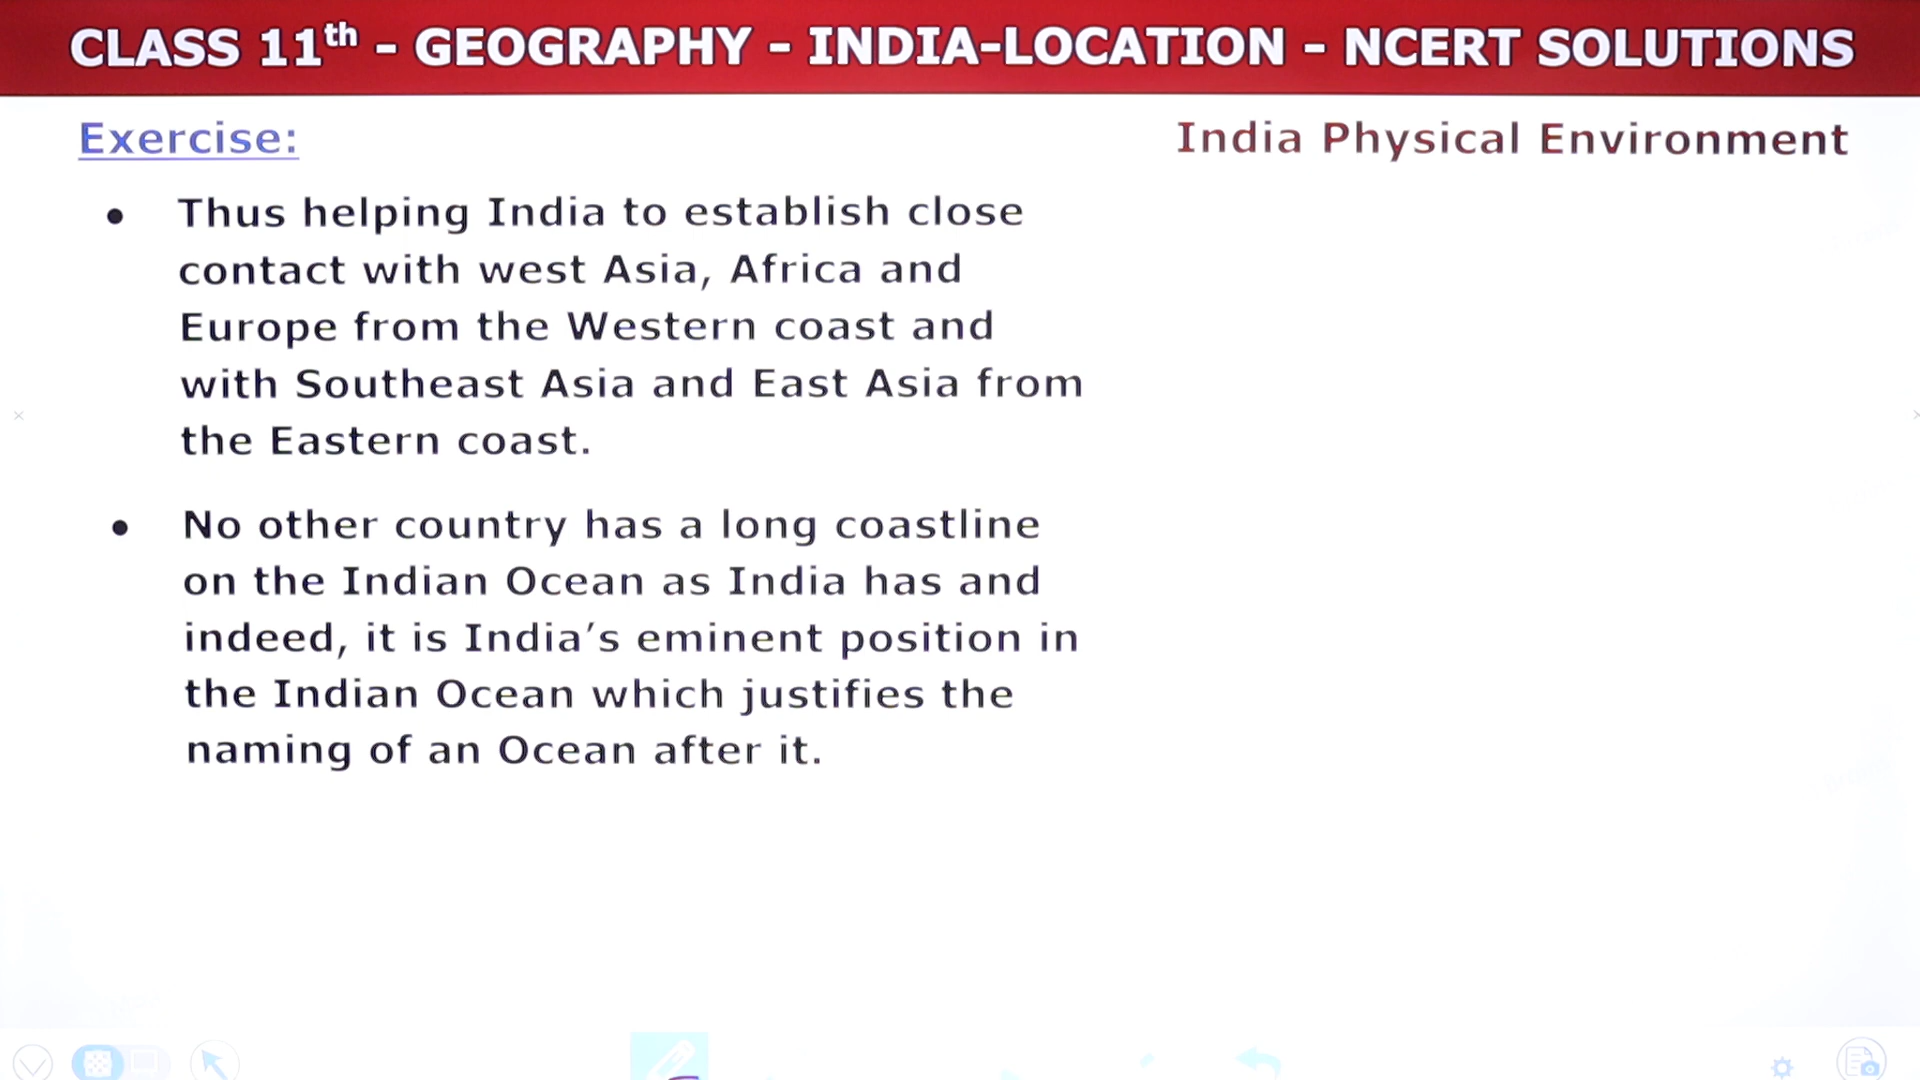 CLASS 11th - GEOGRAPHY - INDIA-LOCATION - NCERT SOLUTIONS
Exercise:
India Physical Environment
• Thus helping India to establish close
contact with west Asia, Africa and
Europe from the Western coast and
with Southeast Asia and East Asia from
the Eastern coast.
• No other country has a long coastline
on the Indian Ocean as India has and
indeed, it is India’s eminent position in
the Indian Ocean which justifies the
naming of an Ocean after it.